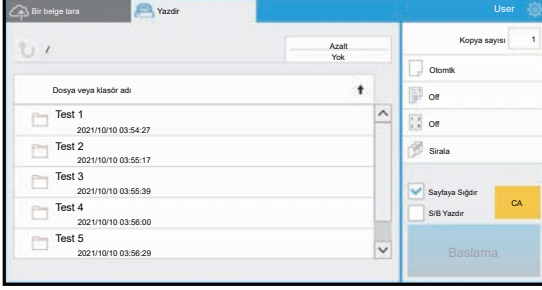 Bir belge tara
Yazdir
User
/
Azalt
Yok
Kopya sayısı 1
Dosya veya klasör adı
Test 1
2021/10/10 03:54:27
Test 2
2021/10/10 03:55:17
Test 3
2021/10/10 03:55:39
Test 4
2021/10/10 03:56:00
Test 5
2021/10/10 03:56:29
Otomtk
Off
Off
Sirala
Sayfaya Sığdır
S/B Yazdır
CA
Baslama